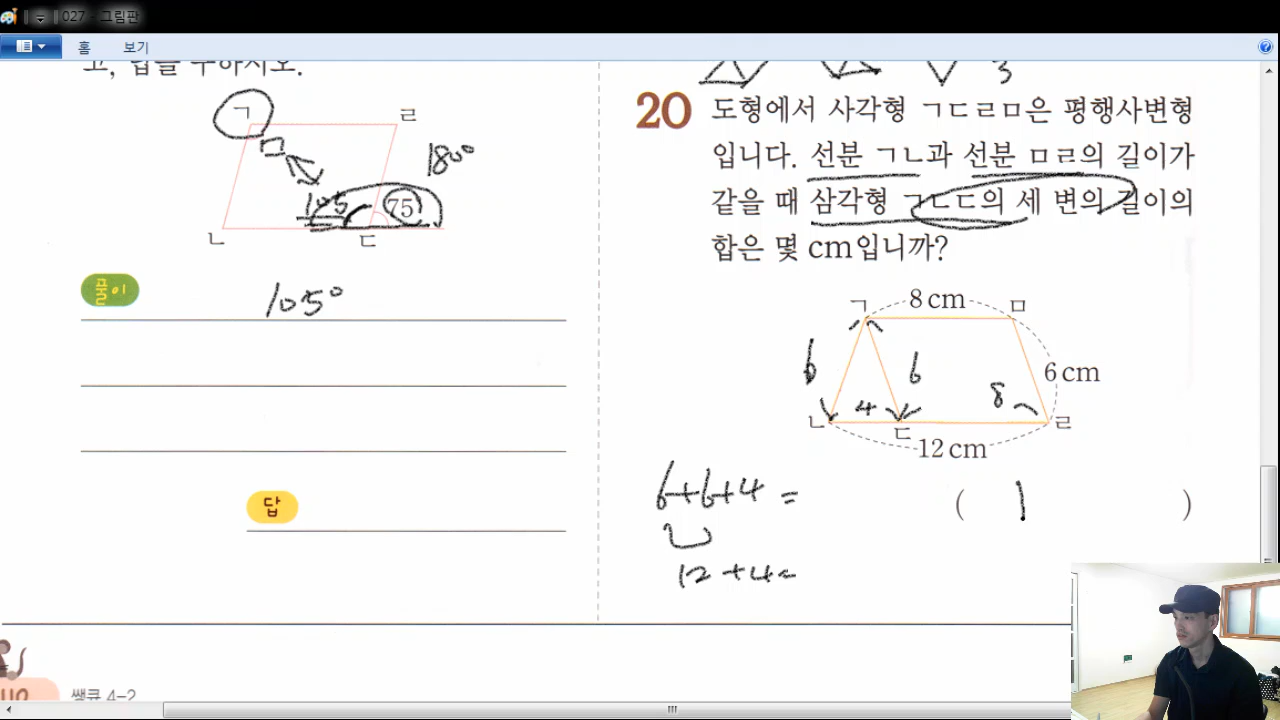 027 - 그림판
홈
보기
고, 답을 구하시오.
ㄱ
ㄹ
180°
105
75
ㄴ
ㄷ
풀이
105°
답
쌩큐 4-2
3
20 도형에서 사각형 ㄱㄷㄹㅁ은 평행사변형
입니다. 선분 ㄱㄴ과 선분 ㅁㄹ의 길이가
같을 때 삼각형 ㄱㄴㄷ의 세 변의 길이의
합은 몇 cm입니까?
ㄱ
8 cm
ㅁ
6
6
6 cm
4
8
ㄴ
ㄷ
ㄹ
12 cm
6+6+4 =
( 1 )
12 +4=